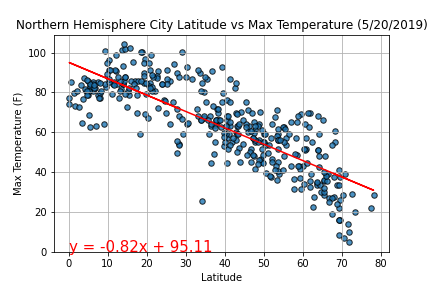 Northern Hemisphere City Latitude vs Max Temperature (5/20/2019)
Max Temperature (F)
100
80
60
40
20
0
y = -0.82x + 95.11
0 10 20 30 40 50 60 70 80
Latitude